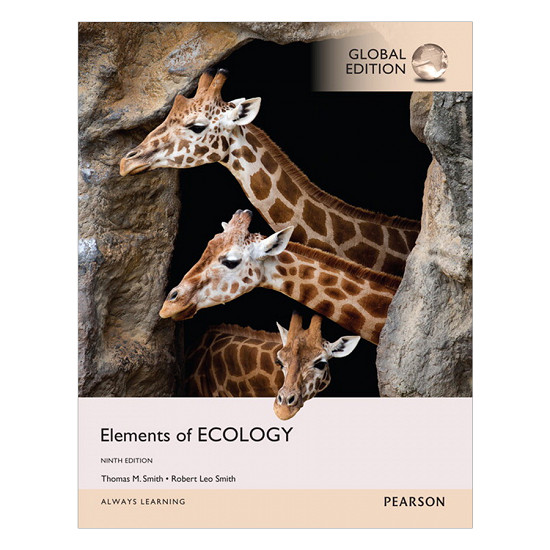 GLOBAL
EDITION
Elements of ECOLOGY
NINTH EDITION
Thomas M. Smith • Robert Leo Smith
ALWAYS LEARNING
PEARSON